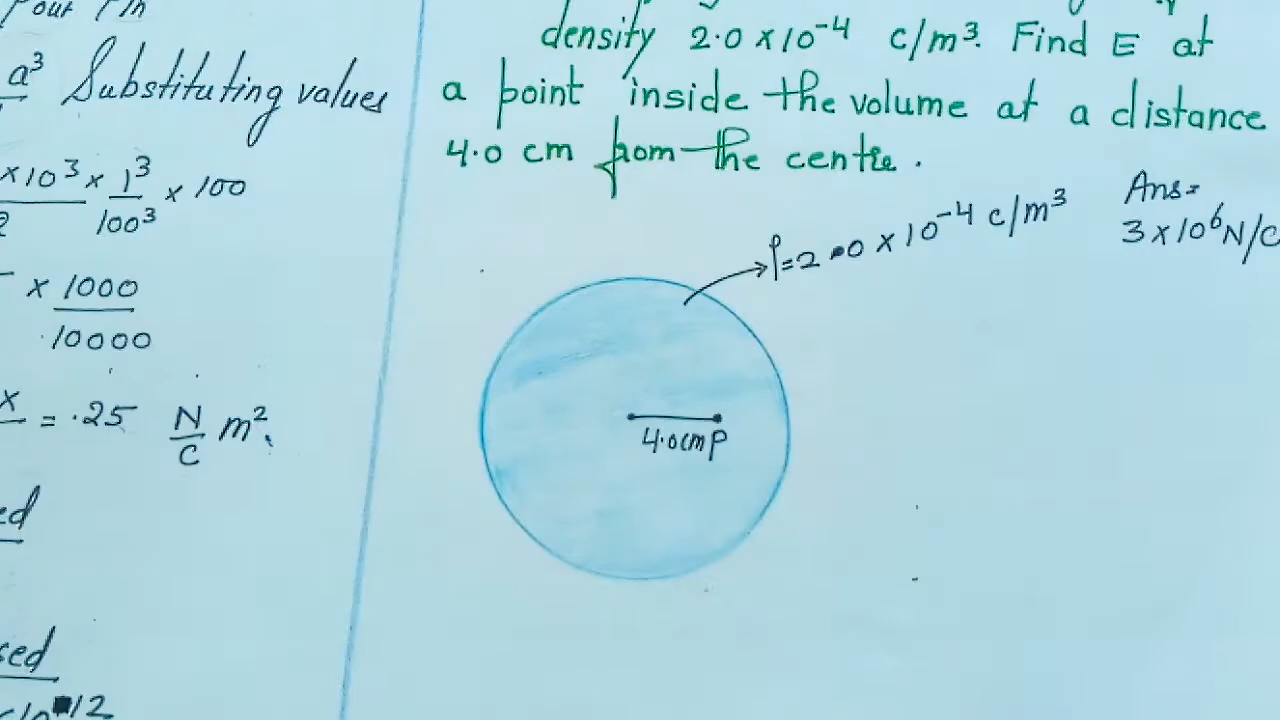 a³ Substituting values
×10³ × 1³ × 100
100³
× 1000
10000
= .25 N/C m².
density 2.0 × 10⁻⁴ C/m³. Find E at
a point inside the volume at a distance
4.0 cm from the centre.
ρ=2.0 × 10⁻⁴ C/m³
Ans=
3 × 10⁶ N/C
4.0cm P